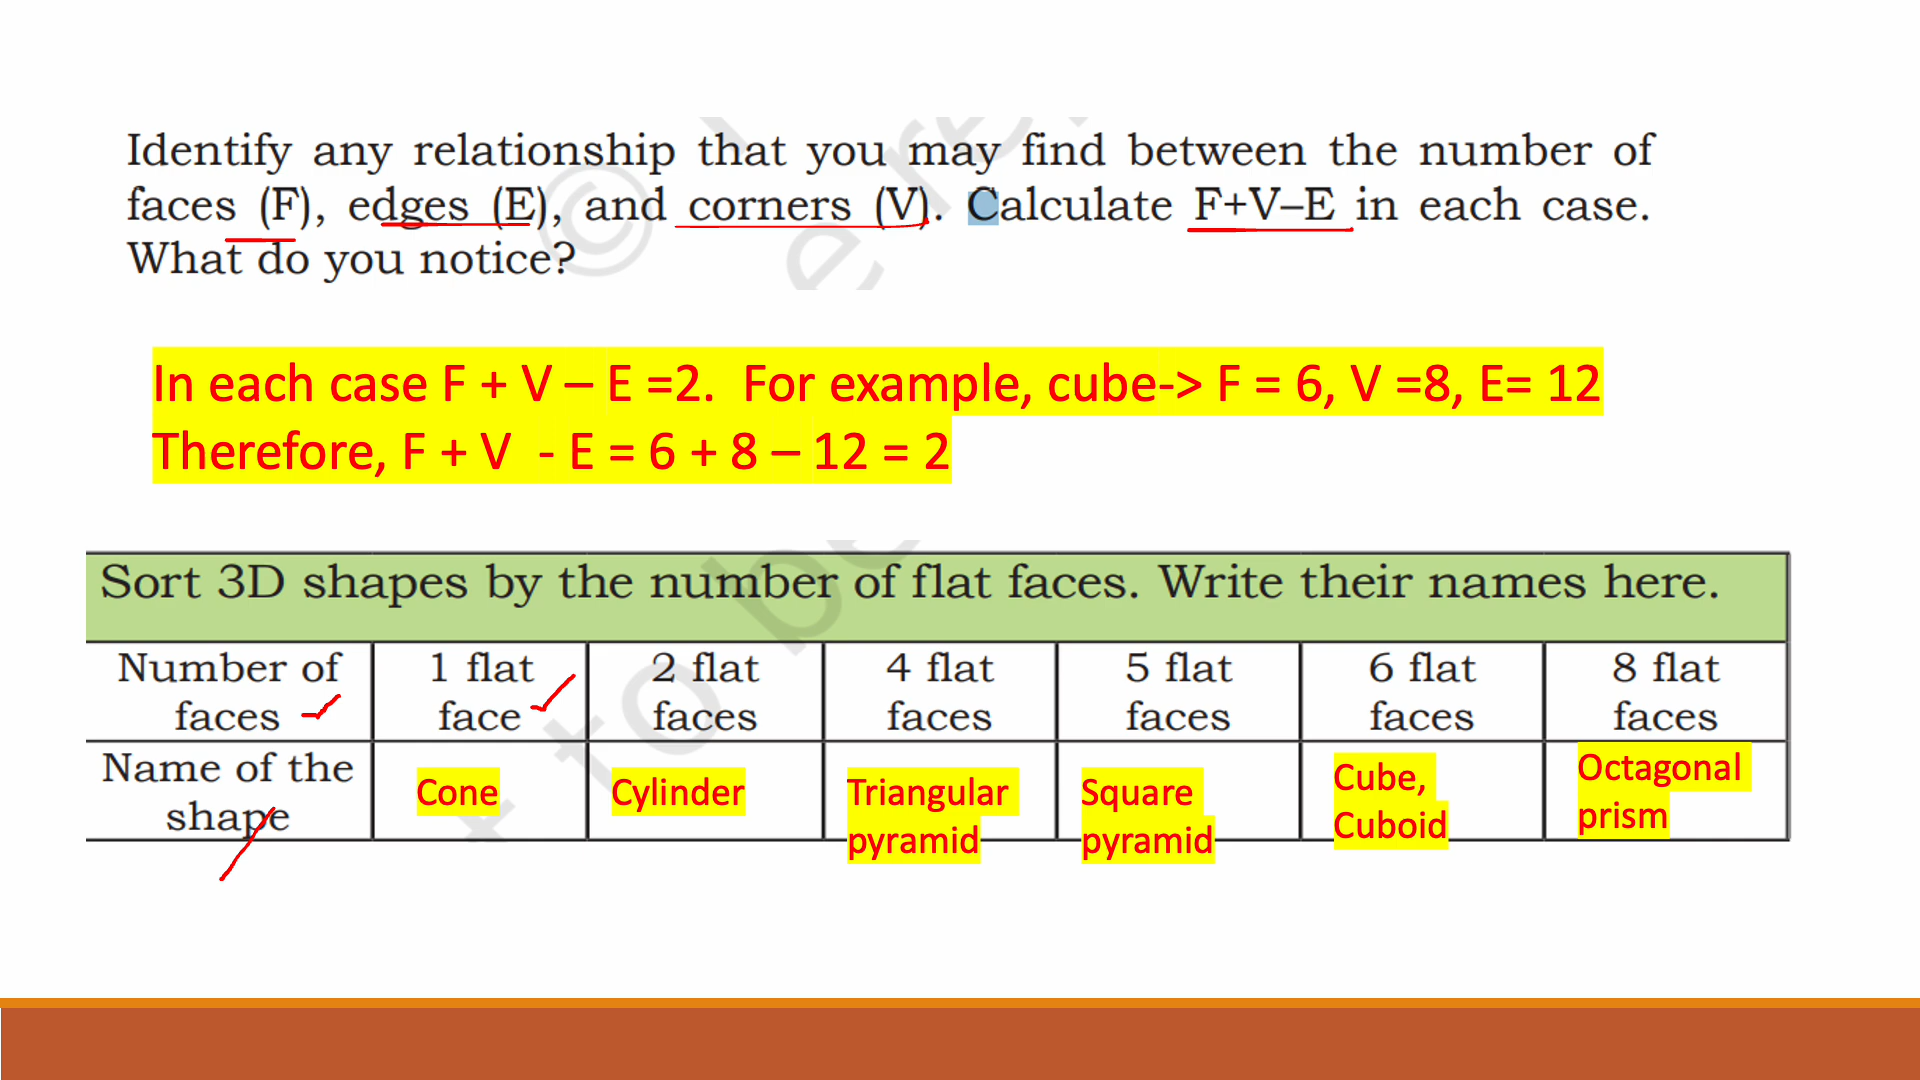 Identify any relationship that you may find between the number of
faces (F), edges (E), and corners (V). Calculate F+V–E in each case.
What do you notice?
In each case F + V – E =2. For example, cube-> F = 6, V =8, E= 12
Therefore, F + V - E = 6 + 8 – 12 = 2
Sort 3D shapes by the number of flat faces. Write their names here.
Number of faces
1 flat face
2 flat faces
4 flat faces
5 flat faces
6 flat faces
8 flat faces
Name of the shape
Cone
Cylinder
Triangular pyramid
Square pyramid
Cube, Cuboid
Octagonal prism